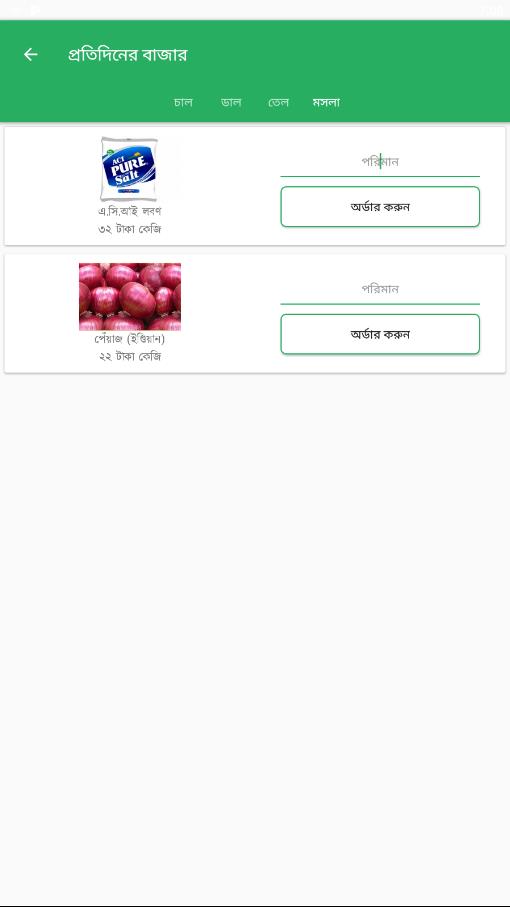 প্রতিদিনের বাজার
চাল ডাল তেল মসলা
ACI
PURE
Salt
এ.সি.আই লবণ
৩২ টাকা কেজি
পরিমান
অর্ডার করুন
পেঁয়াজ (ইন্ডিয়ান)
২২ টাকা কেজি
পরিমান
অর্ডার করুন